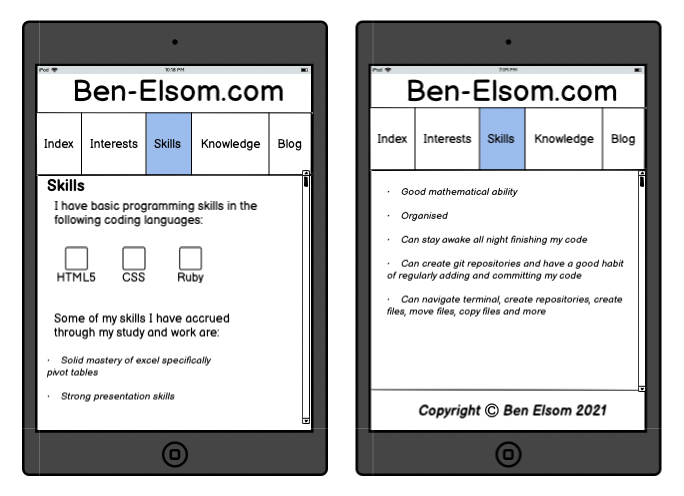 iPod 10:18 PM
Ben-Elsom.com
Index Interests Skills Knowledge Blog
Skills
I have basic programming skills in the
following coding languages:
HTML5 CSS Ruby
Some of my skills I have accrued
through my study and work are:
· Solid mastery of excel specifically
pivot tables
· Strong presentation skills
iPod
Ben-Elsom.com
Index Interests Skills Knowledge Blog
· Good mathematical ability
· Organised
· Can stay awake all night finishing my code
· Can create git repositories and have a good habit
of regularly adding and committing my code
· Can navigate terminal, create repositories, create
files, move files, copy files and more
Copyright © Ben Elsom 2021